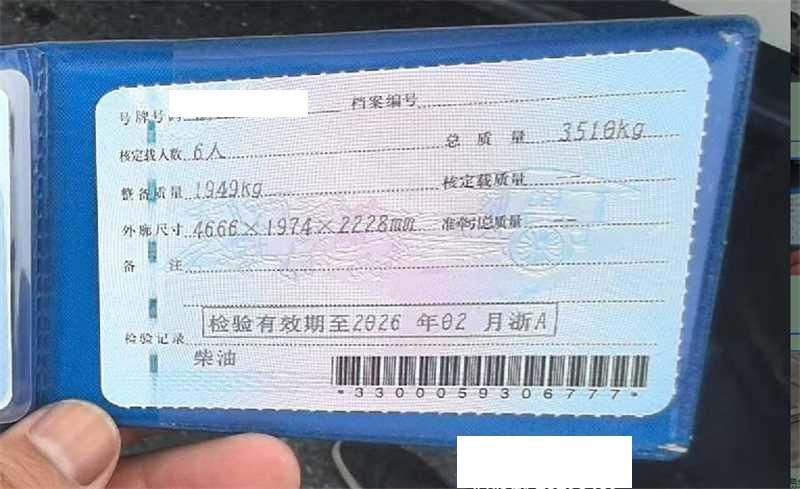 号牌号码 档案编号
核定载人数 6人 总质量 3510kg
整备质量 1949kg 核定载质量 --
外廓尺寸 4666×1974×2228mm 准牵引总质量 --
备注
检验有效期至2026 年02 月浙A
检验记录
柴油
*3300059306777*